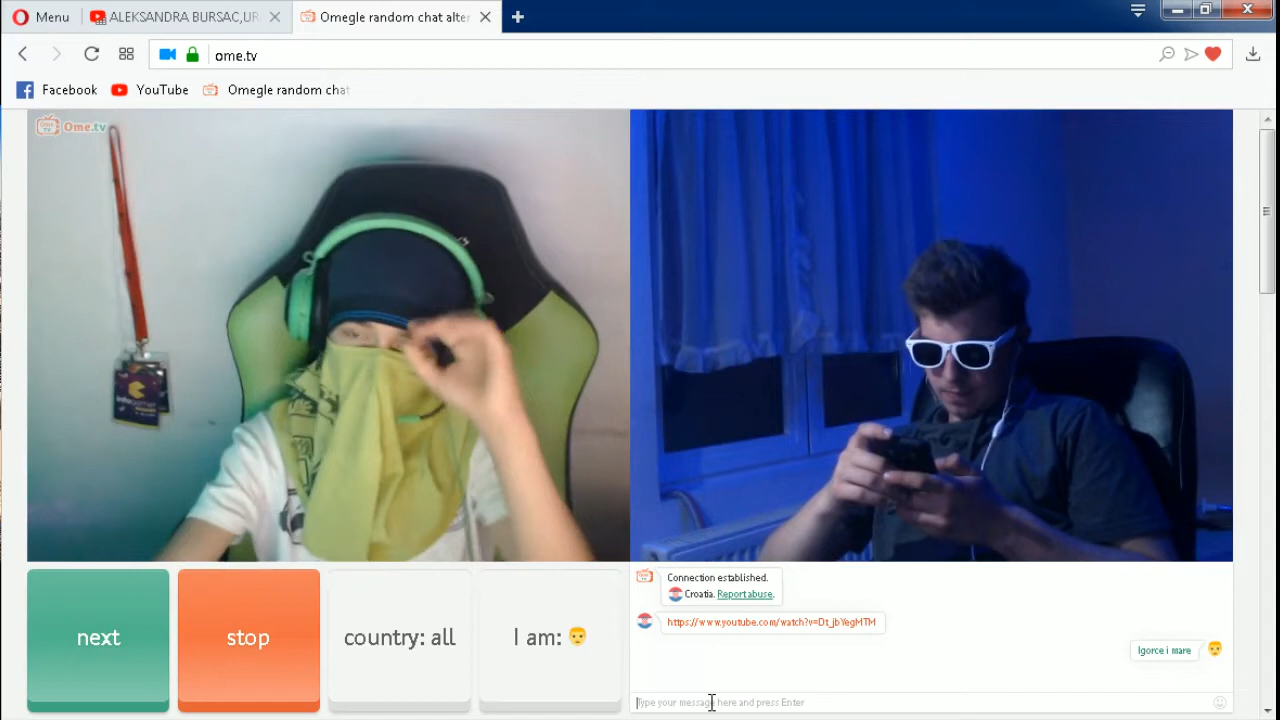 Menu
ALEKSANDRA BURSAC,UR
Omegle random chat alter
ome.tv
Facebook
YouTube
Omegle random chat
Ome.tv
infogamer
next
stop
country: all
I am:
Connection established.
Croatia. Report abuse.
https://www.youtube.com/watch?v=Dt_jbYegMTM
Igorce i mare
Type your message here and press Enter